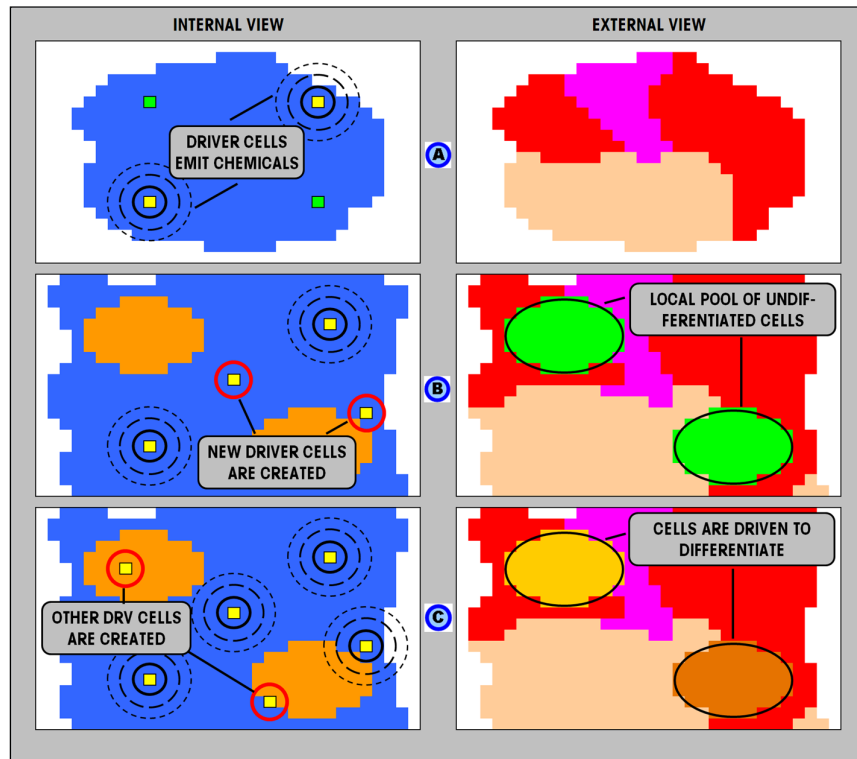 INTERNAL VIEW
EXTERNAL VIEW
DRIVER CELLS
EMIT CHEMICALS
A
LOCAL POOL OF UNDIF-
FERENTIATED CELLS
B
NEW DRIVER CELLS
ARE CREATED
CELLS ARE DRIVEN TO
DIFFERENTIATE
C
OTHER DRV CELLS
ARE CREATED